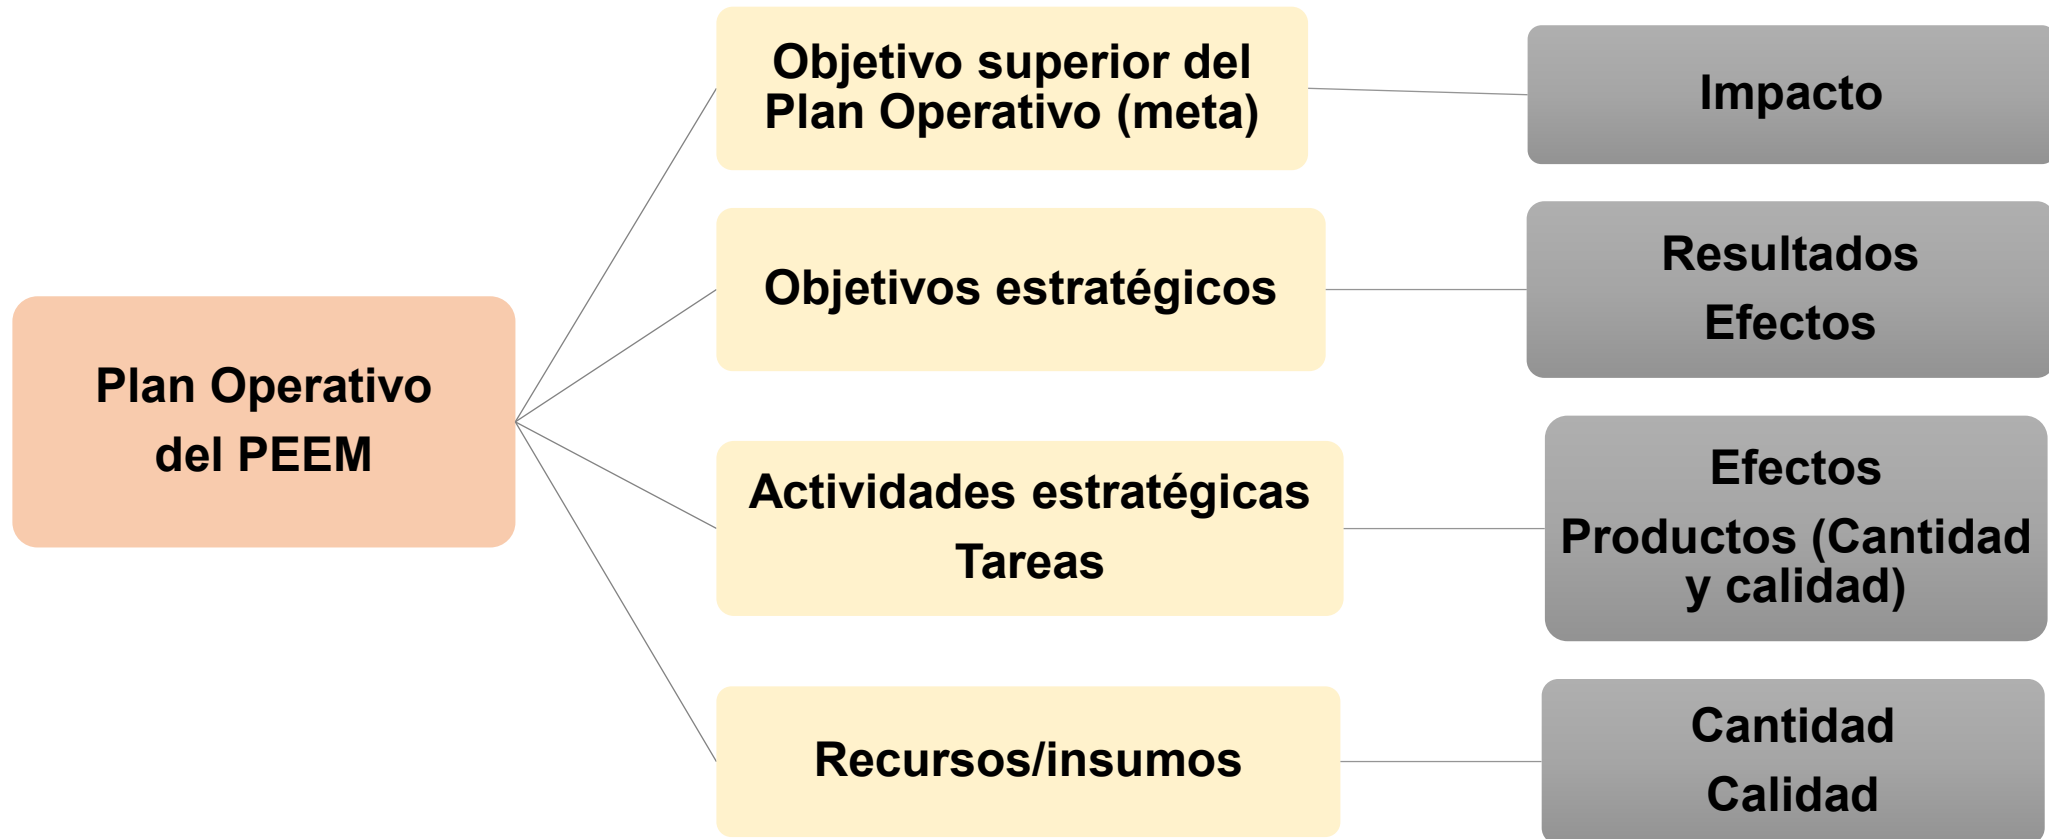 Objetivo superior del
Plan Operativo (meta)
Impacto
Objetivos estratégicos
Resultados
Efectos
Plan Operativo
del PEEM
Actividades estratégicas
Tareas
Efectos
Productos (Cantidad
y calidad)
Recursos/insumos
Cantidad
Calidad